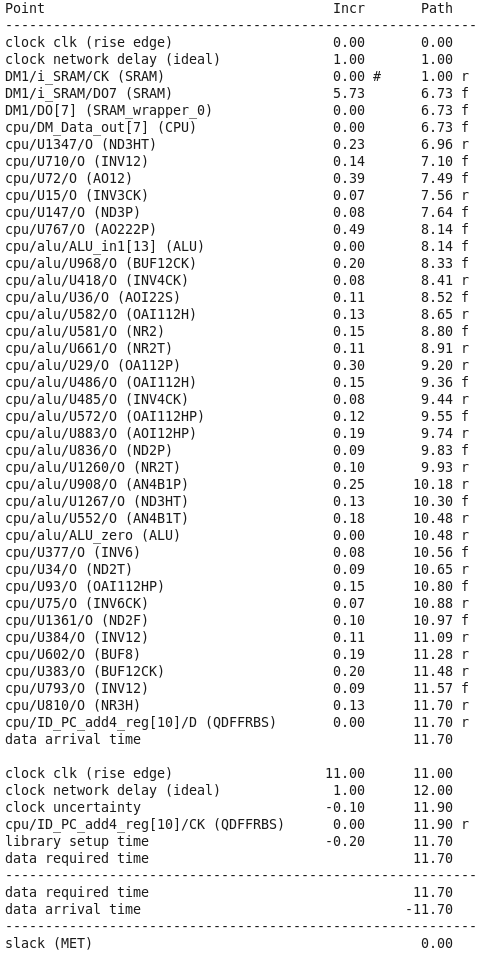 Point Incr Path
-----------------------------------------------------------
clock clk (rise edge) 0.00 0.00
clock network delay (ideal) 1.00 1.00
DM1/i_SRAM/CK (SRAM) 0.00 # 1.00 r
DM1/i_SRAM/DO7 (SRAM) 5.73 6.73 f
DM1/DO[7] (SRAM_wrapper_0) 0.00 6.73 f
cpu/DM_Data_out[7] (CPU) 0.00 6.73 f
cpu/U1347/O (ND3HT) 0.23 6.96 r
cpu/U710/O (INV12) 0.14 7.10 f
cpu/U72/O (AO12) 0.39 7.49 f
cpu/U15/O (INV3CK) 0.07 7.56 r
cpu/U147/O (ND3P) 0.08 7.64 f
cpu/U767/O (AO222P) 0.49 8.14 f
cpu/alu/ALU_in1[13] (ALU) 0.00 8.14 f
cpu/alu/U968/O (BUF12CK) 0.20 8.33 f
cpu/alu/U418/O (INV4CK) 0.08 8.41 r
cpu/alu/U36/O (AOI22S) 0.11 8.52 f
cpu/alu/U582/O (OAI112H) 0.13 8.65 r
cpu/alu/U581/O (NR2) 0.15 8.80 f
cpu/alu/U661/O (NR2T) 0.11 8.91 r
cpu/alu/U29/O (OA112P) 0.30 9.20 r
cpu/alu/U486/O (OAI112H) 0.15 9.36 f
cpu/alu/U485/O (INV4CK) 0.08 9.44 r
cpu/alu/U572/O (OAI112HP) 0.12 9.55 f
cpu/alu/U883/O (AOI12HP) 0.19 9.74 r
cpu/alu/U836/O (ND2P) 0.09 9.83 f
cpu/alu/U1260/O (NR2T) 0.10 9.93 r
cpu/alu/U908/O (AN4B1P) 0.25 10.18 r
cpu/alu/U1267/O (ND3HT) 0.13 10.30 f
cpu/alu/U552/O (AN4B1T) 0.18 10.48 r
cpu/alu/ALU_zero (ALU) 0.00 10.48 r
cpu/U377/O (INV6) 0.08 10.56 f
cpu/U34/O (ND2T) 0.09 10.65 r
cpu/U93/O (OAI112HP) 0.15 10.80 f
cpu/U75/O (INV6CK) 0.07 10.88 r
cpu/U1361/O (ND2F) 0.10 10.97 f
cpu/U384/O (INV12) 0.11 11.09 r
cpu/U602/O (BUF8) 0.19 11.28 r
cpu/U383/O (BUF12CK) 0.20 11.48 r
cpu/U793/O (INV12) 0.09 11.57 f
cpu/U810/O (NR3H) 0.13 11.70 r
cpu/ID_PC_add4_reg[10]/D (QDFFRBS) 0.00 11.70 r
data arrival time 11.70
clock clk (rise edge) 11.00 11.00
clock network delay (ideal) 1.00 12.00
clock uncertainty -0.10 11.90
cpu/ID_PC_add4_reg[10]/CK (QDFFRBS) 0.00 11.90 r
library setup time -0.20 11.70
data required time 11.70
-----------------------------------------------------------
data required time 11.70
data arrival time -11.70
-----------------------------------------------------------
slack (MET) 0.00